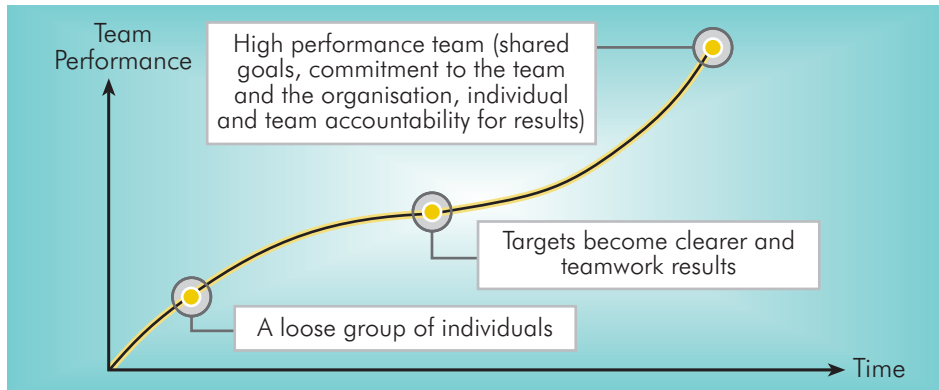 Team
Performance
High performance team (shared
goals, commitment to the team
and the organisation, individual
and team accountability for results)
Targets become clearer and
teamwork results
A loose group of individuals
Time